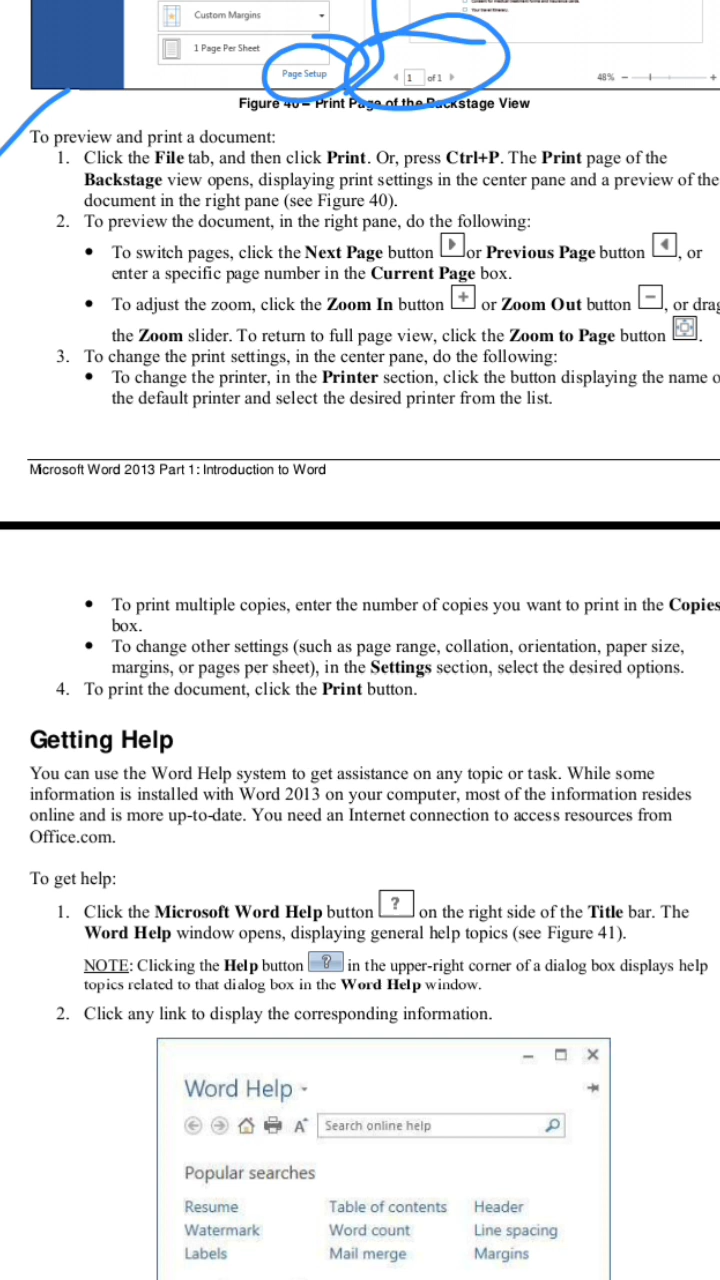 Custom Margins
1 Page Per Sheet
Page Setup
1 of 1
48% − +
Figure 40 – Print Page of the Backstage View
To preview and print a document:
1. Click the File tab, and then click Print. Or, press Ctrl+P. The Print page of the
Backstage view opens, displaying print settings in the center pane and a preview of the
document in the right pane (see Figure 40).
2. To preview the document, in the right pane, do the following:
• To switch pages, click the Next Page button or Previous Page button , or
enter a specific page number in the Current Page box.
• To adjust the zoom, click the Zoom In button + or Zoom Out button −, or drag
the Zoom slider. To return to full page view, click the Zoom to Page button .
3. To change the print settings, in the center pane, do the following:
• To change the printer, in the Printer section, click the button displaying the name o
the default printer and select the desired printer from the list.
Microsoft Word 2013 Part 1: Introduction to Word
• To print multiple copies, enter the number of copies you want to print in the Copies
box.
• To change other settings (such as page range, collation, orientation, paper size,
margins, or pages per sheet), in the Settings section, select the desired options.
4. To print the document, click the Print button.
Getting Help
You can use the Word Help system to get assistance on any topic or task. While some
information is installed with Word 2013 on your computer, most of the information resides
online and is more up-to-date. You need an Internet connection to access resources from
Office.com.
To get help:
1. Click the Microsoft Word Help button ? on the right side of the Title bar. The
Word Help window opens, displaying general help topics (see Figure 41).
NOTE: Clicking the Help button ? in the upper-right corner of a dialog box displays help
topics related to that dialog box in the Word Help window.
2. Click any link to display the corresponding information.
Word Help
A Search online help
Popular searches
Resume Table of contents Header
Watermark Word count Line spacing
Labels Mail merge Margins